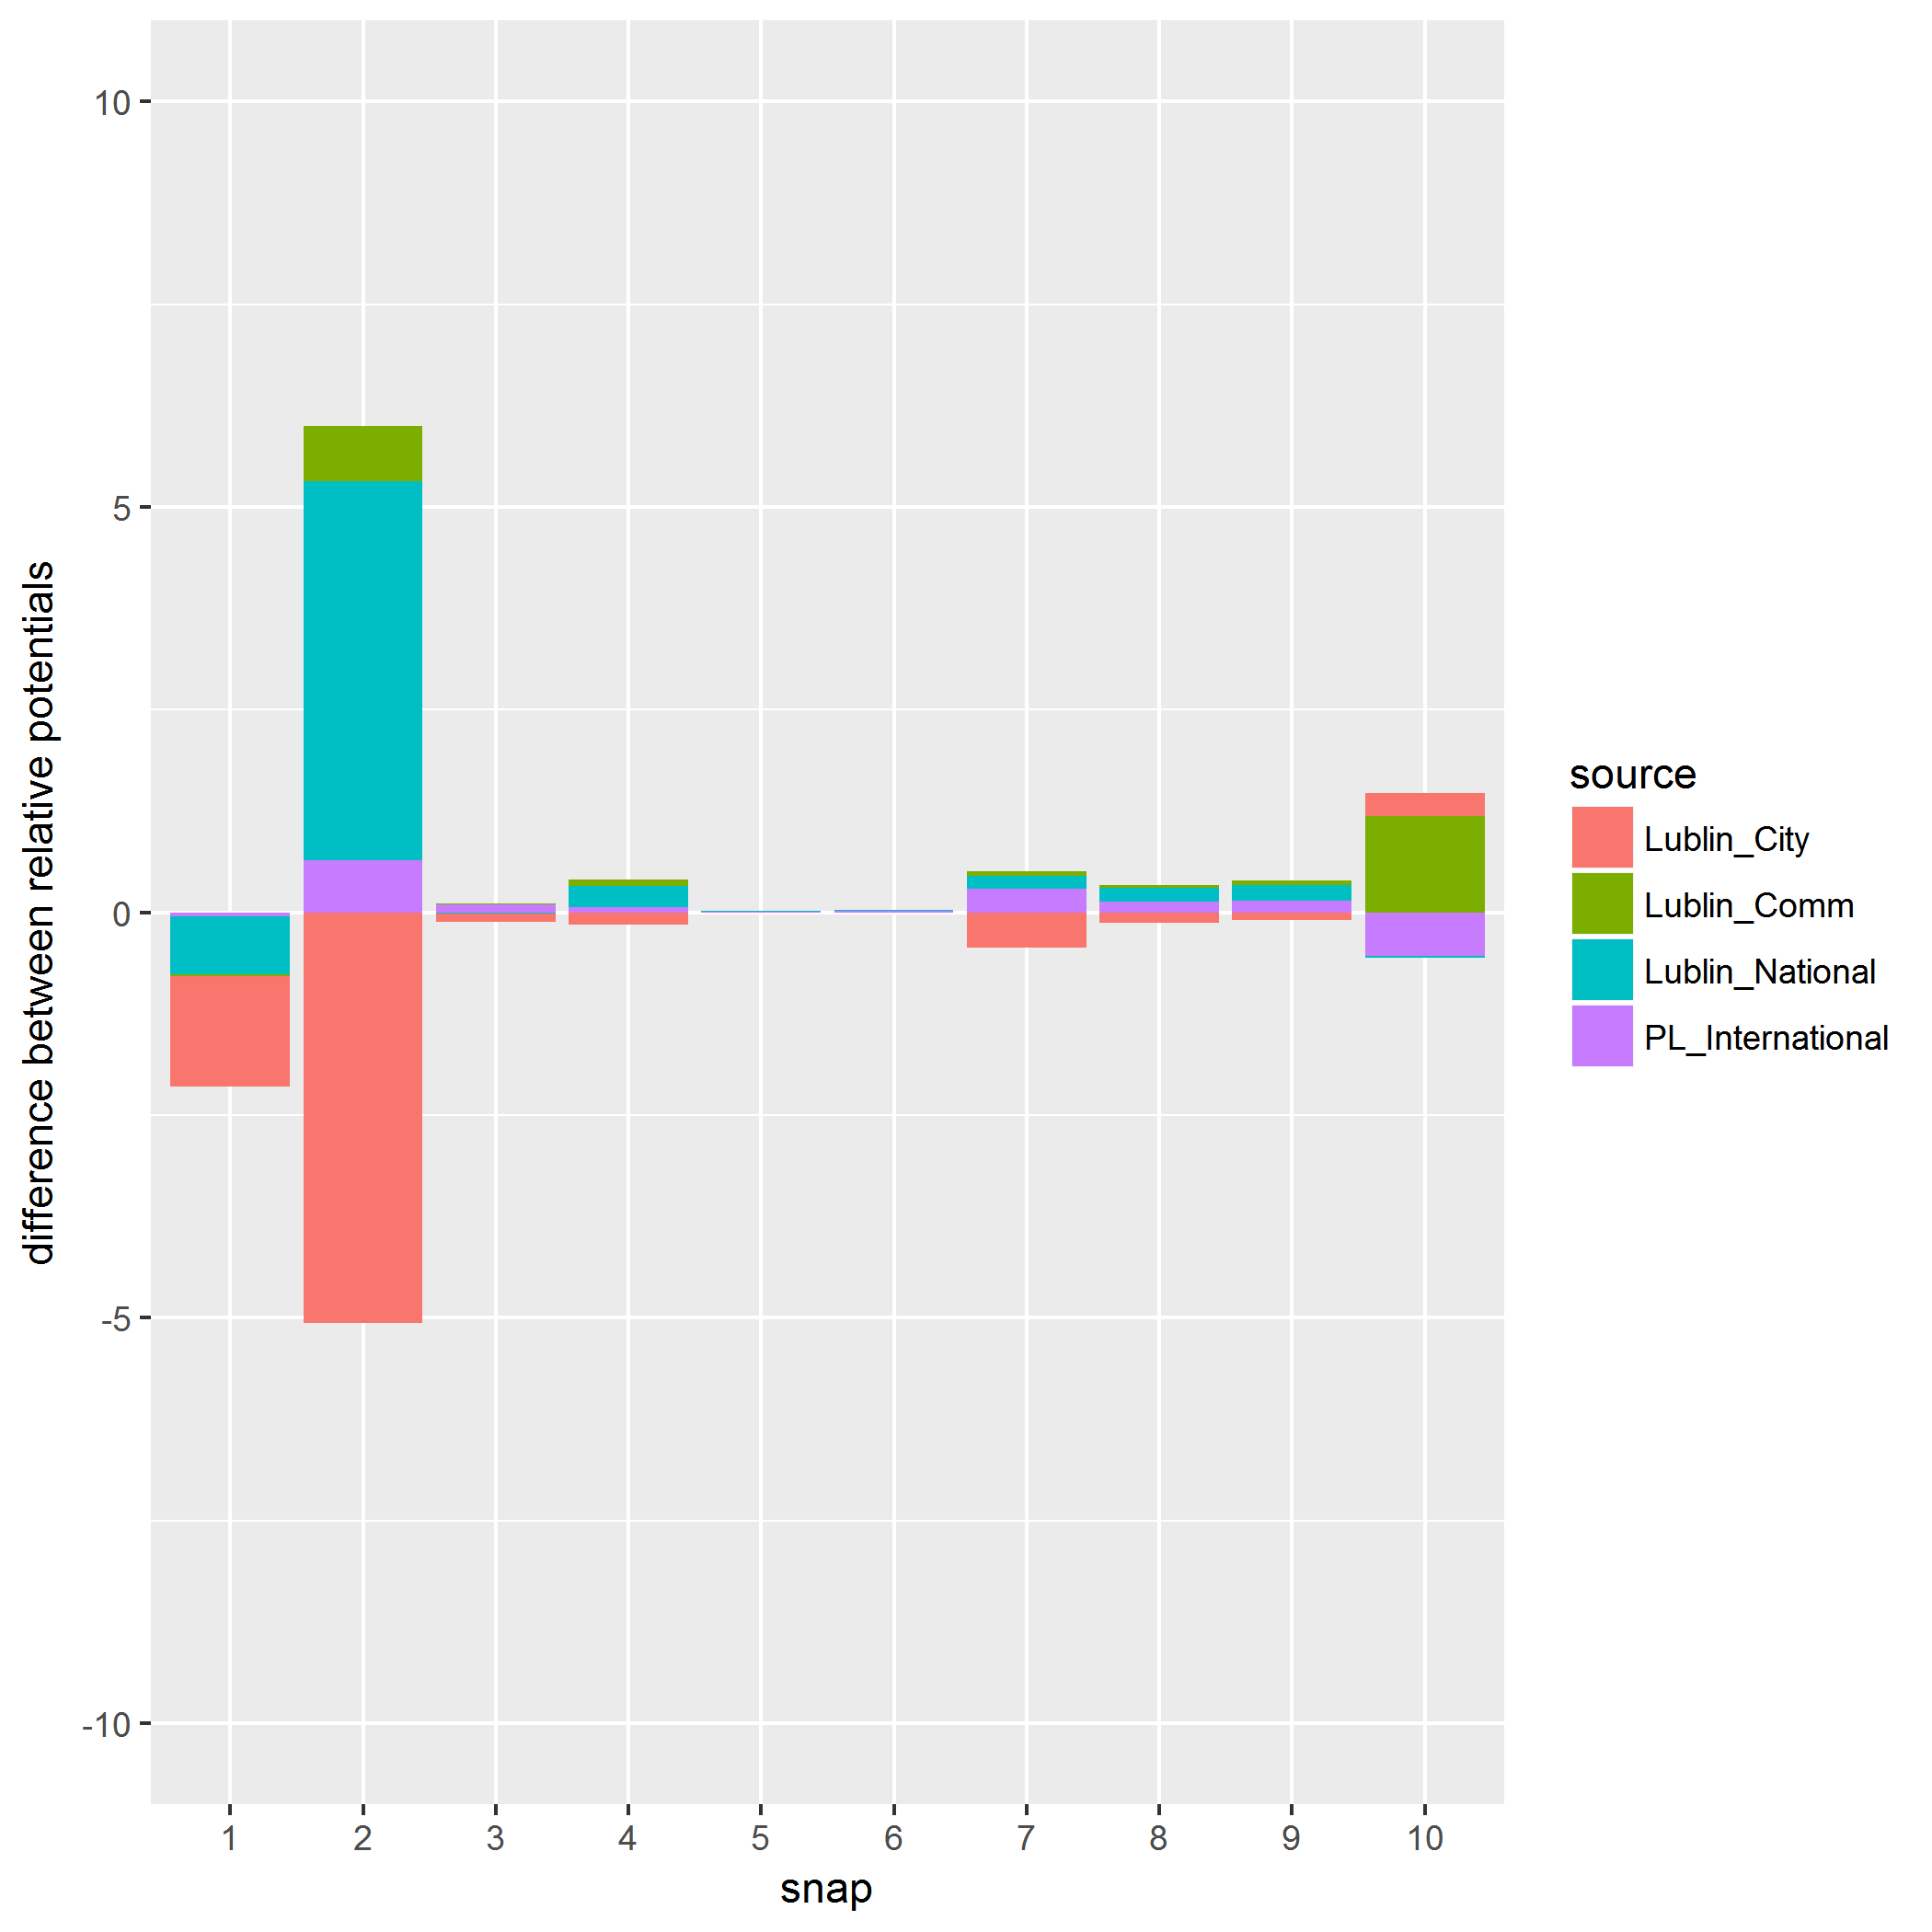 10
5
0
-5
-10
difference between relative potentials
1 2 3 4 5 6 7 8 9 10
snap
source
Lublin_City
Lublin_Comm
Lublin_National
PL_International